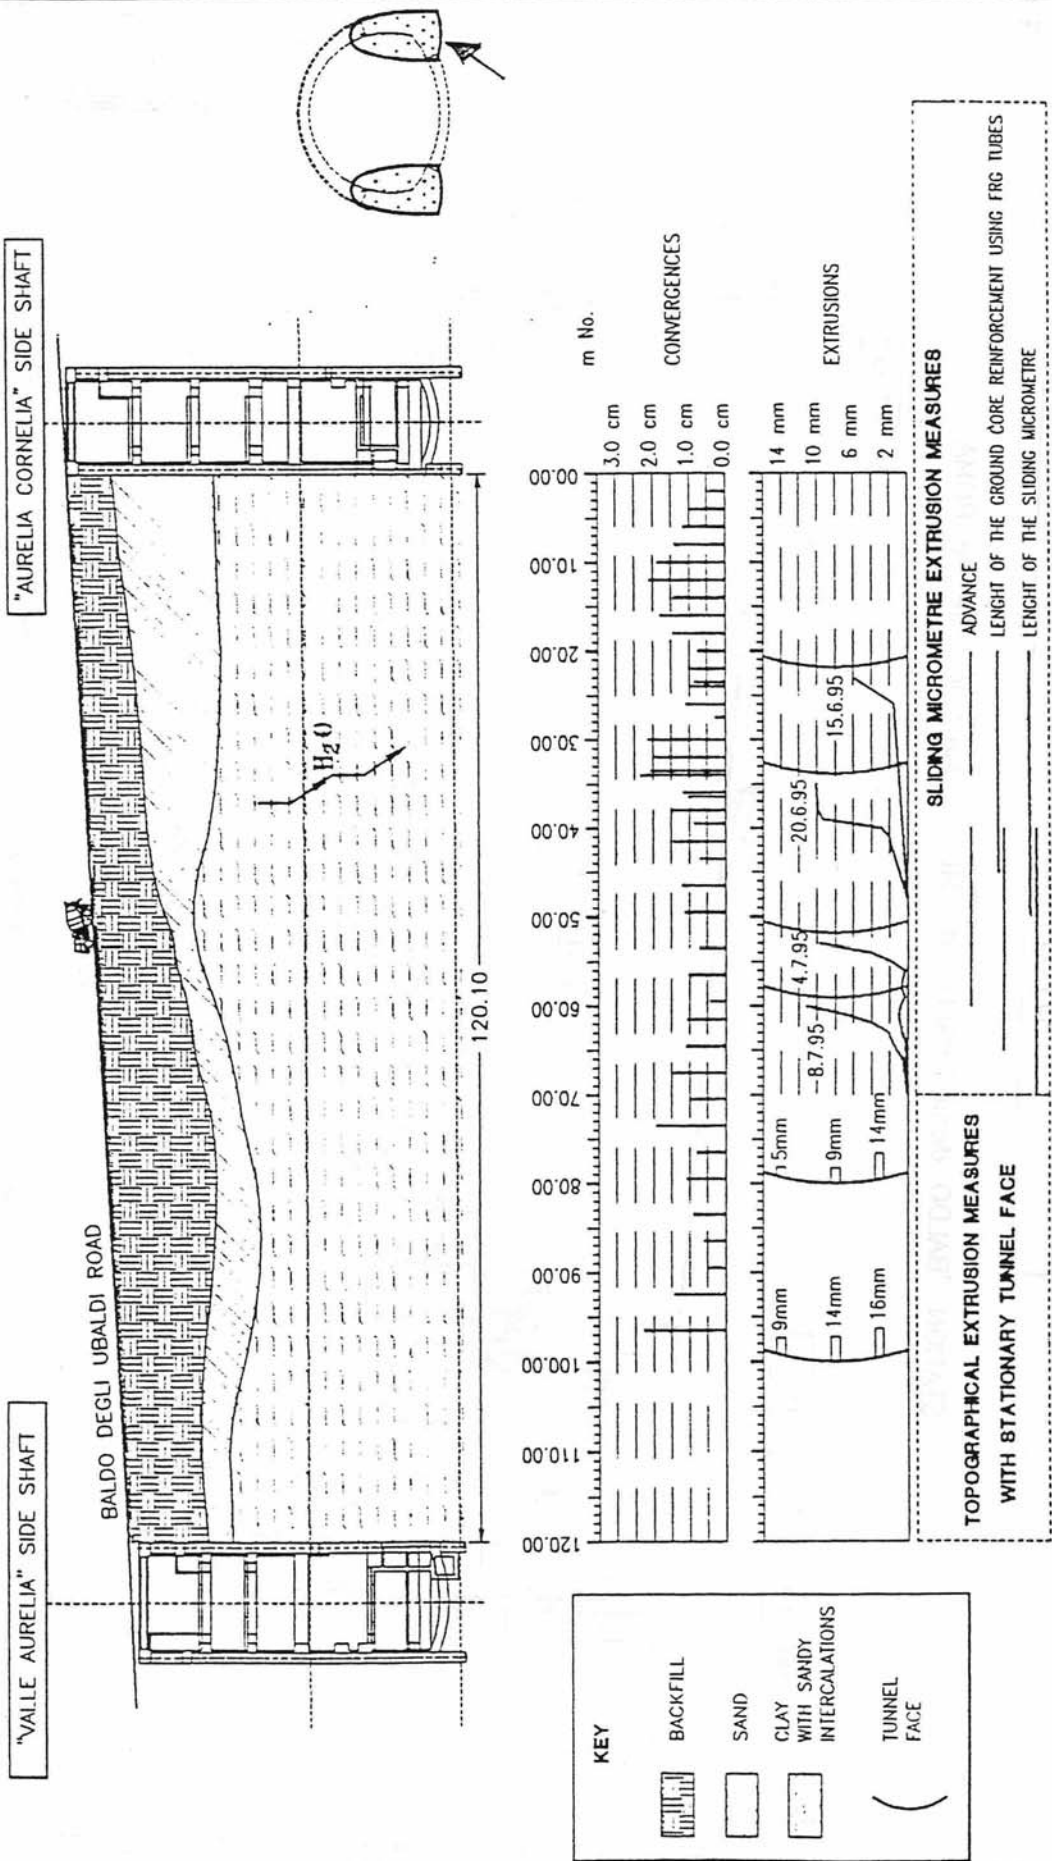 "VALLE AURELIA" SIDE SHAFT
"AURELIA CORNELIA" SIDE SHAFT
BALDO DEGLI UBALDI ROAD
H2O
120.10
120.00
110.00
100.00
90.00
80.00
70.00
60.00
50.00
40.00
30.00
20.00
10.00
00.00
m No.
3.0 cm
2.0 cm
1.0 cm
0.0 cm
CONVERGENCES
14 mm
10 mm
6 mm
2 mm
EXTRUSIONS
9mm
14mm
16mm
5mm
9mm
14mm
8.7.95
4.7.95
20.6.95
15.6.95
KEY
BACKFILL
SAND
CLAY
WITH SANDY
INTERCALATIONS
TUNNEL
FACE
TOPOGRAPHICAL EXTRUSION MEASURES
WITH STATIONARY TUNNEL FACE
SLIDING MICROMETRE EXTRUSION MEASURES
ADVANCE
LENGHT OF THE GROUND CORE REINFORCEMENT USING FRG TUBES
LENGHT OF THE SLIDING MICROMETRE